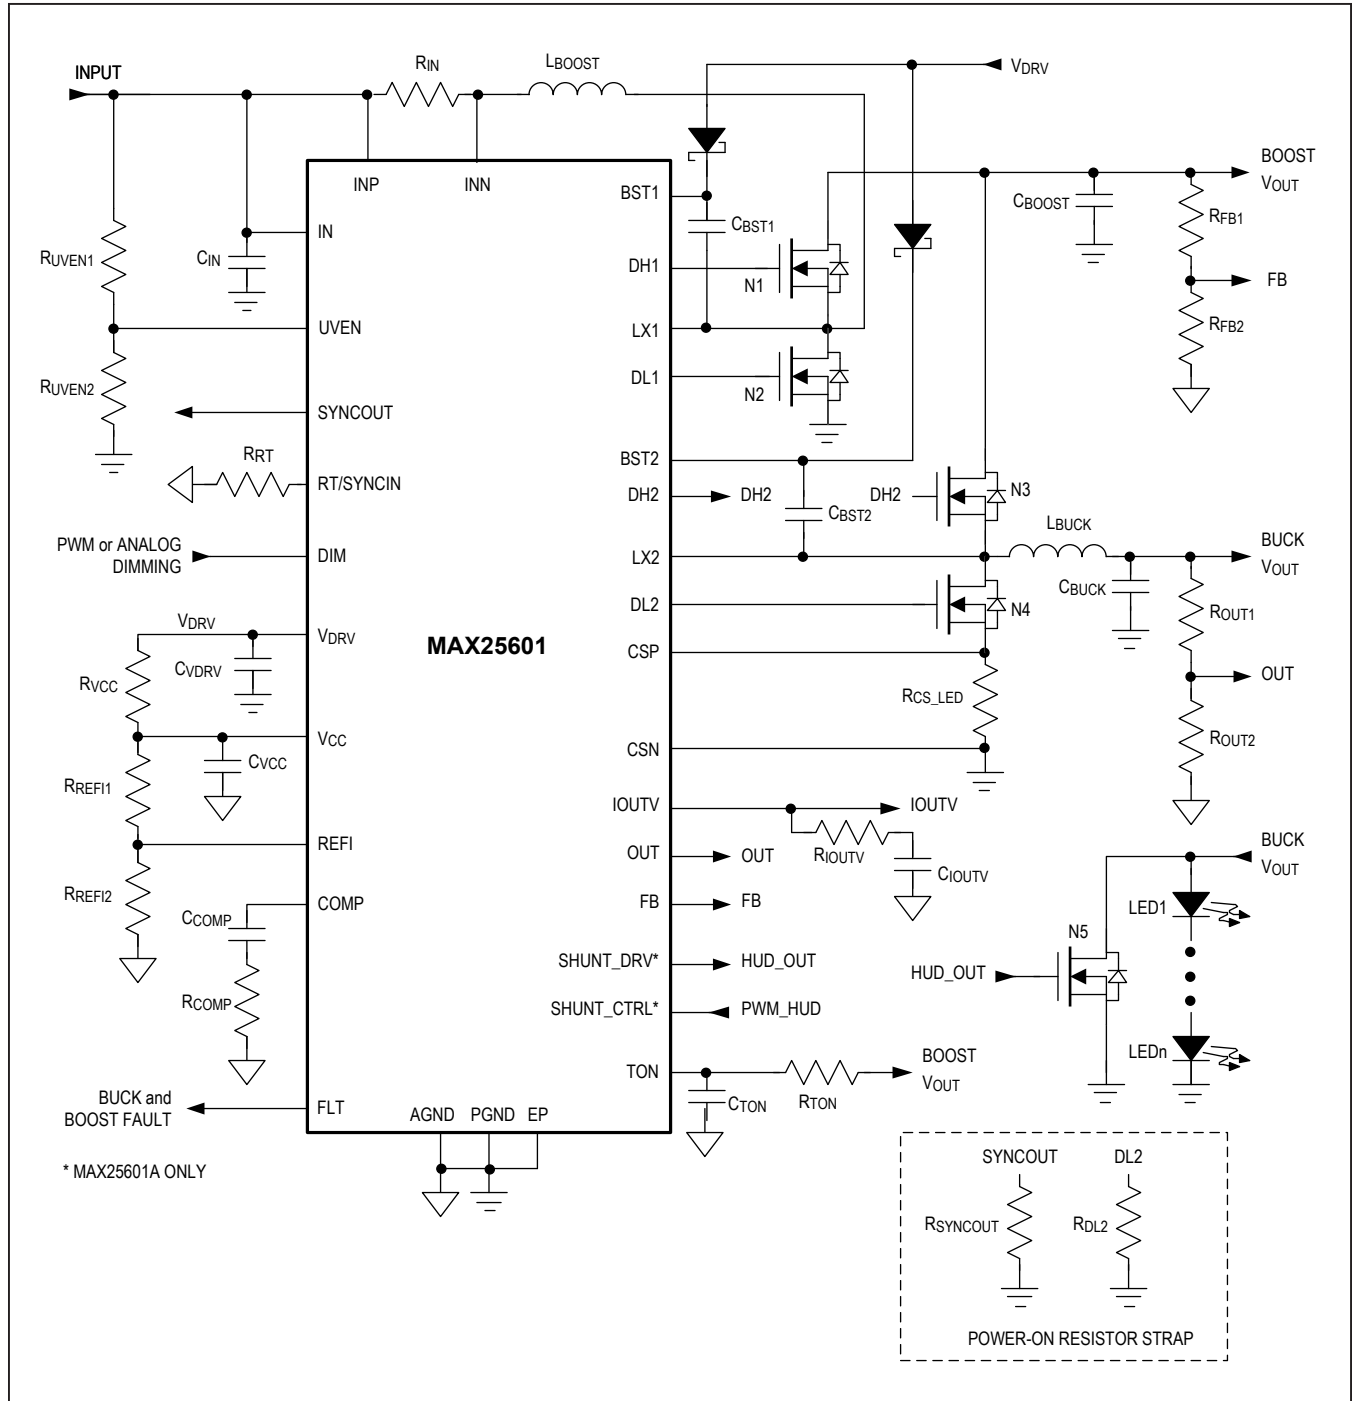 INPUT
RIN
LBOOST
VDRV
INP
INN
BST1
CBST1
BOOST
VOUT
CBOOST
RFB1
RUVEN1
CIN
IN
DH1
N1
FB
UVEN
LX1
RFB2
RUVEN2
DL1
N2
SYNCOUT
RRT
RT/SYNCIN
BST2
DH2
DH2
CBST2
DH2
N3
LBUCK
PWM or ANALOG
DIMMING
DIM
LX2
BUCK
VOUT
CBUCK
DL2
N4
ROUT1
VDRV
VDRV
CVDRV
MAX25601
CSP
RVCC
RCS_LED
OUT
VCC
CVCC
CSN
ROUT2
RREFI1
IOUTV
IOUTV
RIOUTV
CIOUTV
REFI
OUT
OUT
BUCK
VOUT
RREFI2
COMP
CCOMP
FB
FB
LED1
N5
SHUNT_DRV*
HUD_OUT
HUD_OUT
RCOMP
SHUNT_CTRL*
PWM_HUD
LEDn
TON
CTON
RTON
BOOST
VOUT
BUCK and
BOOST FAULT
FLT
AGND
PGND
EP
* MAX25601A ONLY
SYNCOUT
DL2
RSYNCOUT
RDL2
POWER-ON RESISTOR STRAP